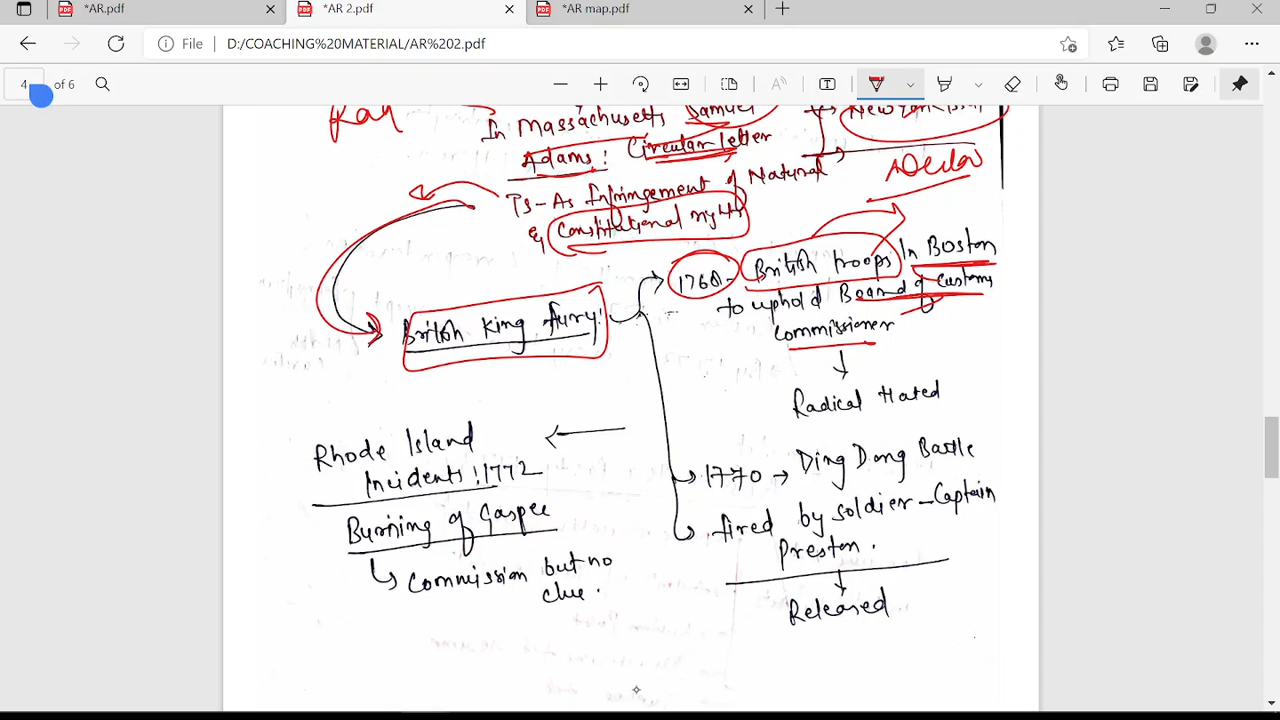 *AR.pdf
*AR 2.pdf
*AR map.pdf
File
D:/COACHING%20MATERIAL/AR%202.pdf
4
of 6
In Massachusetts Samuel
Adams: Circular letter
Ts-As Infringement of Natural
& Constitutional rights
British King fury:
1768- British troops In Boston
to uphold Board of Customs
Commissioner
Radical Hated
1770 → Ding Dong Battle
fired by soldier-Captain
Preston.
Released
Rhode Island
Incidents:1772
Burning of Gaspee
Commission but no
clue.